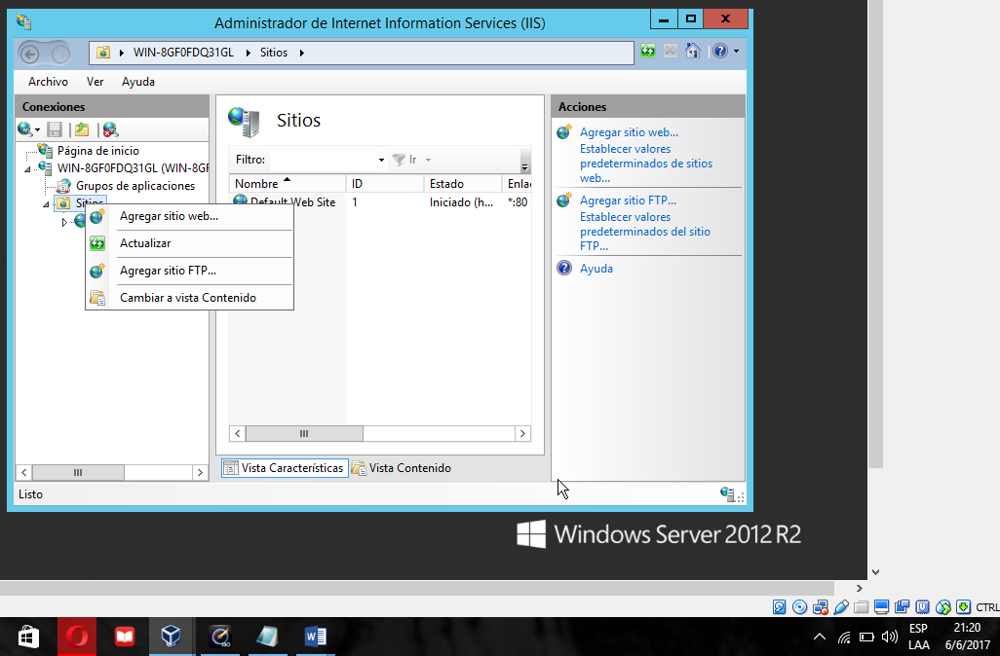 Administrador de Internet Information Services (IIS)
WIN-8GF0FDQ31GL Sitios
Archivo Ver Ayuda
Conexiones
Página de inicio
WIN-8GF0FDQ31GL (WIN-8GF
Grupos de aplicaciones
Sitios
Agregar sitio web...
Actualizar
Agregar sitio FTP...
Cambiar a vista Contenido
Sitios
Filtro: Ir
Nombre ID Estado Enlac
Default Web Site 1 Iniciado (h... *:80
Vista Características Vista Contenido
Acciones
Agregar sitio web...
Establecer valores
predeterminados de sitios
web...
Agregar sitio FTP...
Establecer valores
predeterminados del sitio
FTP...
Ayuda
Listo
Windows Server 2012 R2
CTRL
ESP
LAA
21:20
6/6/2017